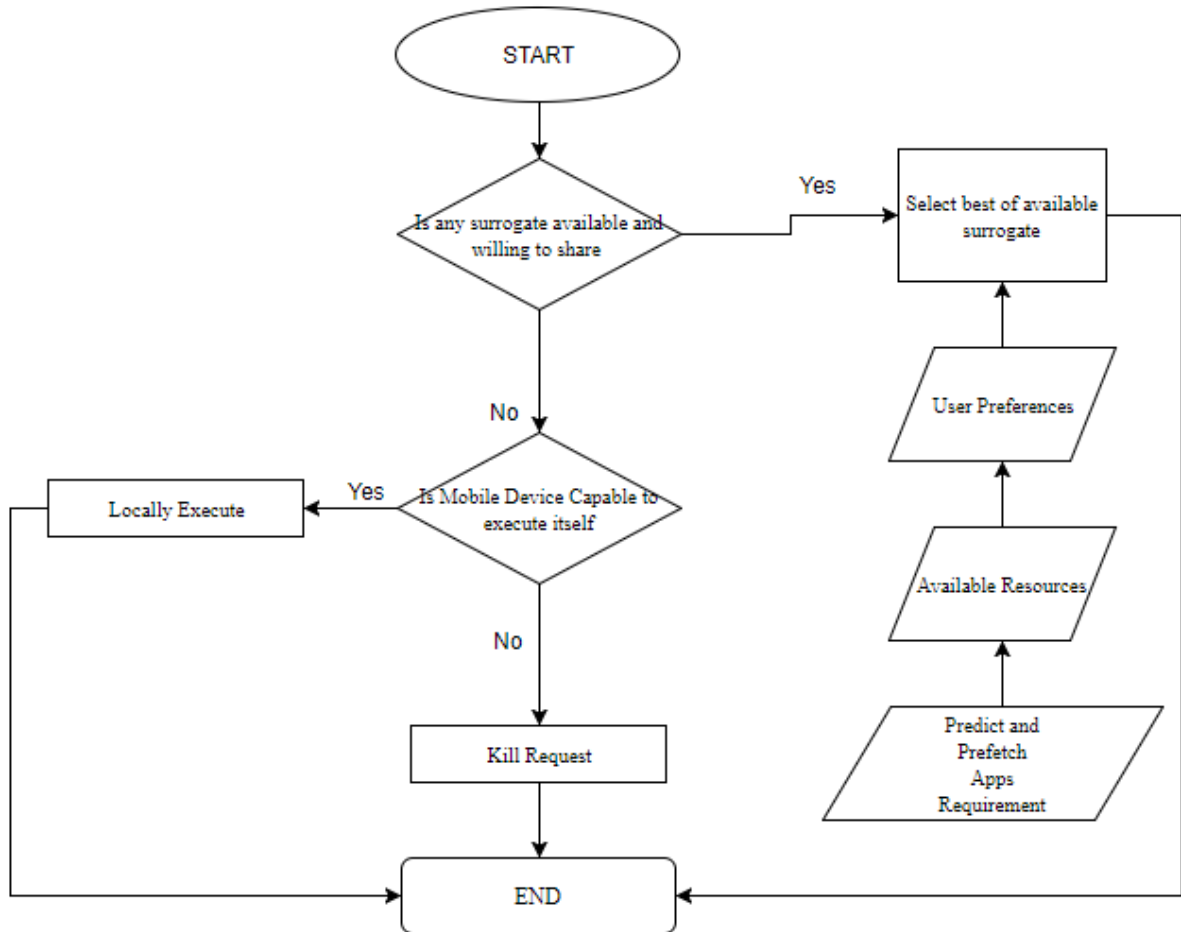 START
Is any surrogate available and
willing to share
Yes
Select best of available
surrogate
User Preferences
No
Is Mobile Device Capable to
execute itself
Yes
Locally Execute
Available Resources
No
Predict and
Prefetch
Apps
Requirement
Kill Request
END